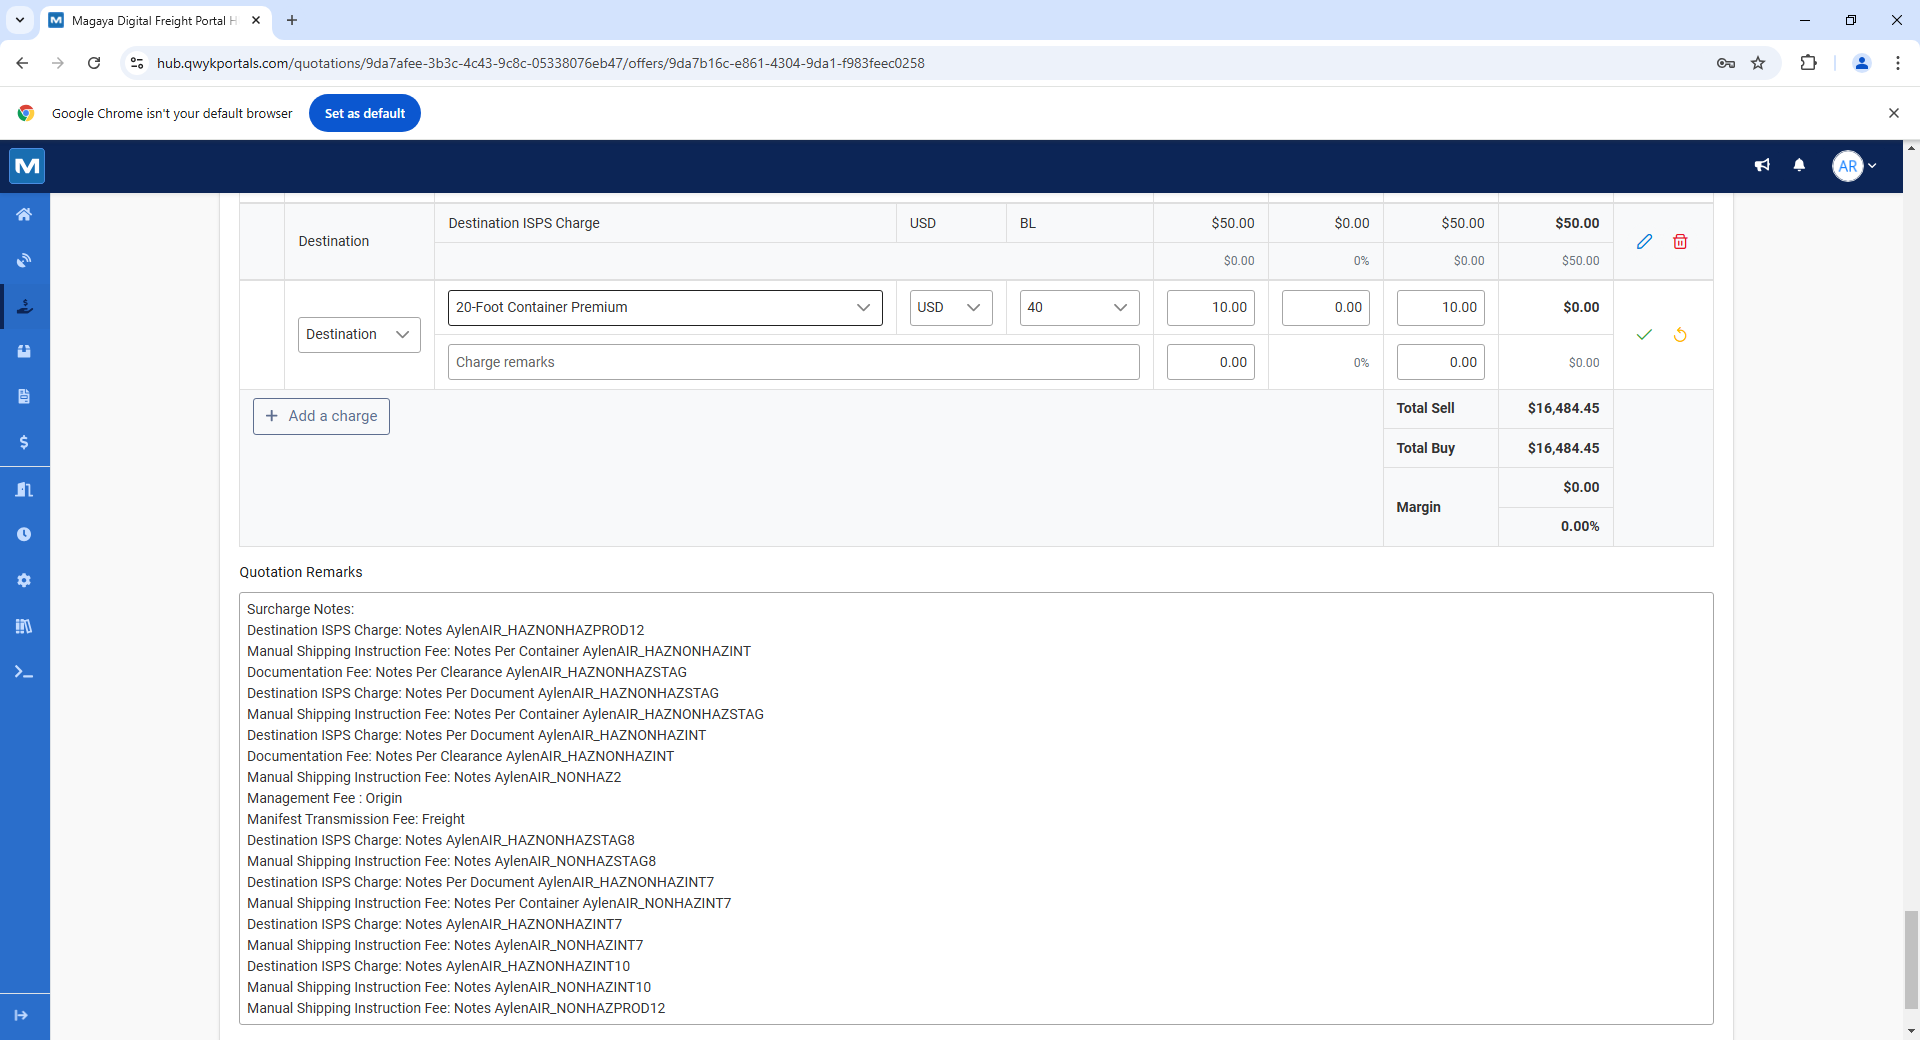 Magaya Digital Freight Portal H
hub.qwykportals.com/quotations/9da7afee-3b3c-4c43-9c8c-05338076eb47/offers/9da7b16c-e861-4304-9da1-f983feec0258
Google Chrome isn't your default browser
Set as default
M
AR
Destination
Destination ISPS Charge USD BL $50.00 $0.00 $50.00 $50.00
$0.00 0% $0.00 $50.00
Destination
20-Foot Container Premium USD 40 10.00 0.00 10.00 $0.00
Charge remarks 0.00 0% 0.00 $0.00
+ Add a charge
Total Sell $16,484.45
Total Buy $16,484.45
Margin
$0.00
0.00%
Quotation Remarks
Surcharge Notes:
Destination ISPS Charge: Notes AylenAIR_HAZNONHAZPROD12
Manual Shipping Instruction Fee: Notes Per Container AylenAIR_HAZNONHAZINT
Documentation Fee: Notes Per Clearance AylenAIR_HAZNONHAZSTAG
Destination ISPS Charge: Notes Per Document AylenAIR_HAZNONHAZSTAG
Manual Shipping Instruction Fee: Notes Per Container AylenAIR_HAZNONHAZSTAG
Destination ISPS Charge: Notes Per Document AylenAIR_HAZNONHAZINT
Documentation Fee: Notes Per Clearance AylenAIR_HAZNONHAZINT
Manual Shipping Instruction Fee: Notes AylenAIR_NONHAZ2
Management Fee : Origin
Manifest Transmission Fee: Freight
Destination ISPS Charge: Notes AylenAIR_HAZNONHAZSTAG8
Manual Shipping Instruction Fee: Notes AylenAIR_NONHAZSTAG8
Destination ISPS Charge: Notes Per Document AylenAIR_HAZNONHAZINT7
Manual Shipping Instruction Fee: Notes Per Container AylenAIR_NONHAZINT7
Destination ISPS Charge: Notes AylenAIR_HAZNONHAZINT7
Manual Shipping Instruction Fee: Notes AylenAIR_NONHAZINT7
Destination ISPS Charge: Notes AylenAIR_HAZNONHAZINT10
Manual Shipping Instruction Fee: Notes AylenAIR_NONHAZINT10
Manual Shipping Instruction Fee: Notes AylenAIR_NONHAZPROD12